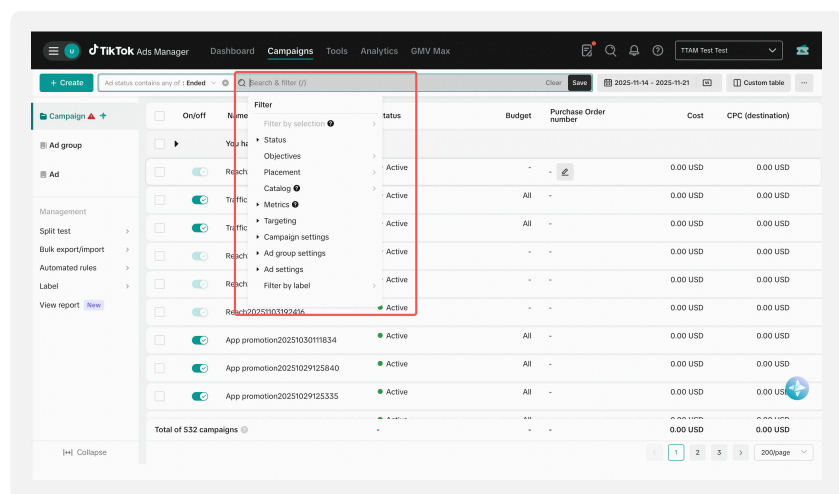 U TikTok Ads Manager Dashboard Campaigns Tools Analytics GMV Max TTAM Test Test
+ Create Ad status contains any of : Ended Search & filter (/) Clear Save 2025-11-14 - 2025-11-21 Custom table ...
Campaign
Ad group
Ad
Management
Split test
Bulk export/import
Automated rules
Label
View report New
Collapse
Filter
Filter by selection
Status
Objectives
Placement
Catalog
Metrics
Targeting
Campaign settings
Ad group settings
Ad settings
Filter by label
On/off Name Status Budget Purchase Order number Cost CPC (destination)
You ha
Reach Active - - 0.00 USD 0.00 USD
Traffic Active All - 0.00 USD 0.00 USD
Traffic Active All - 0.00 USD 0.00 USD
Reach Active - - 0.00 USD 0.00 USD
Reach Active - - 0.00 USD 0.00 USD
Reach20251103192416 Active - - 0.00 USD 0.00 USD
App promotion20251030111834 Active All - 0.00 USD 0.00 USD
App promotion20251029125840 Active All - 0.00 USD 0.00 USD
App promotion20251029125335 Active All - 0.00 USD 0.00 USD
Active All - 0.00 USD 0.00 USD
Total of 532 campaigns - - - 0.00 USD 0.00 USD
1 2 3 200/page